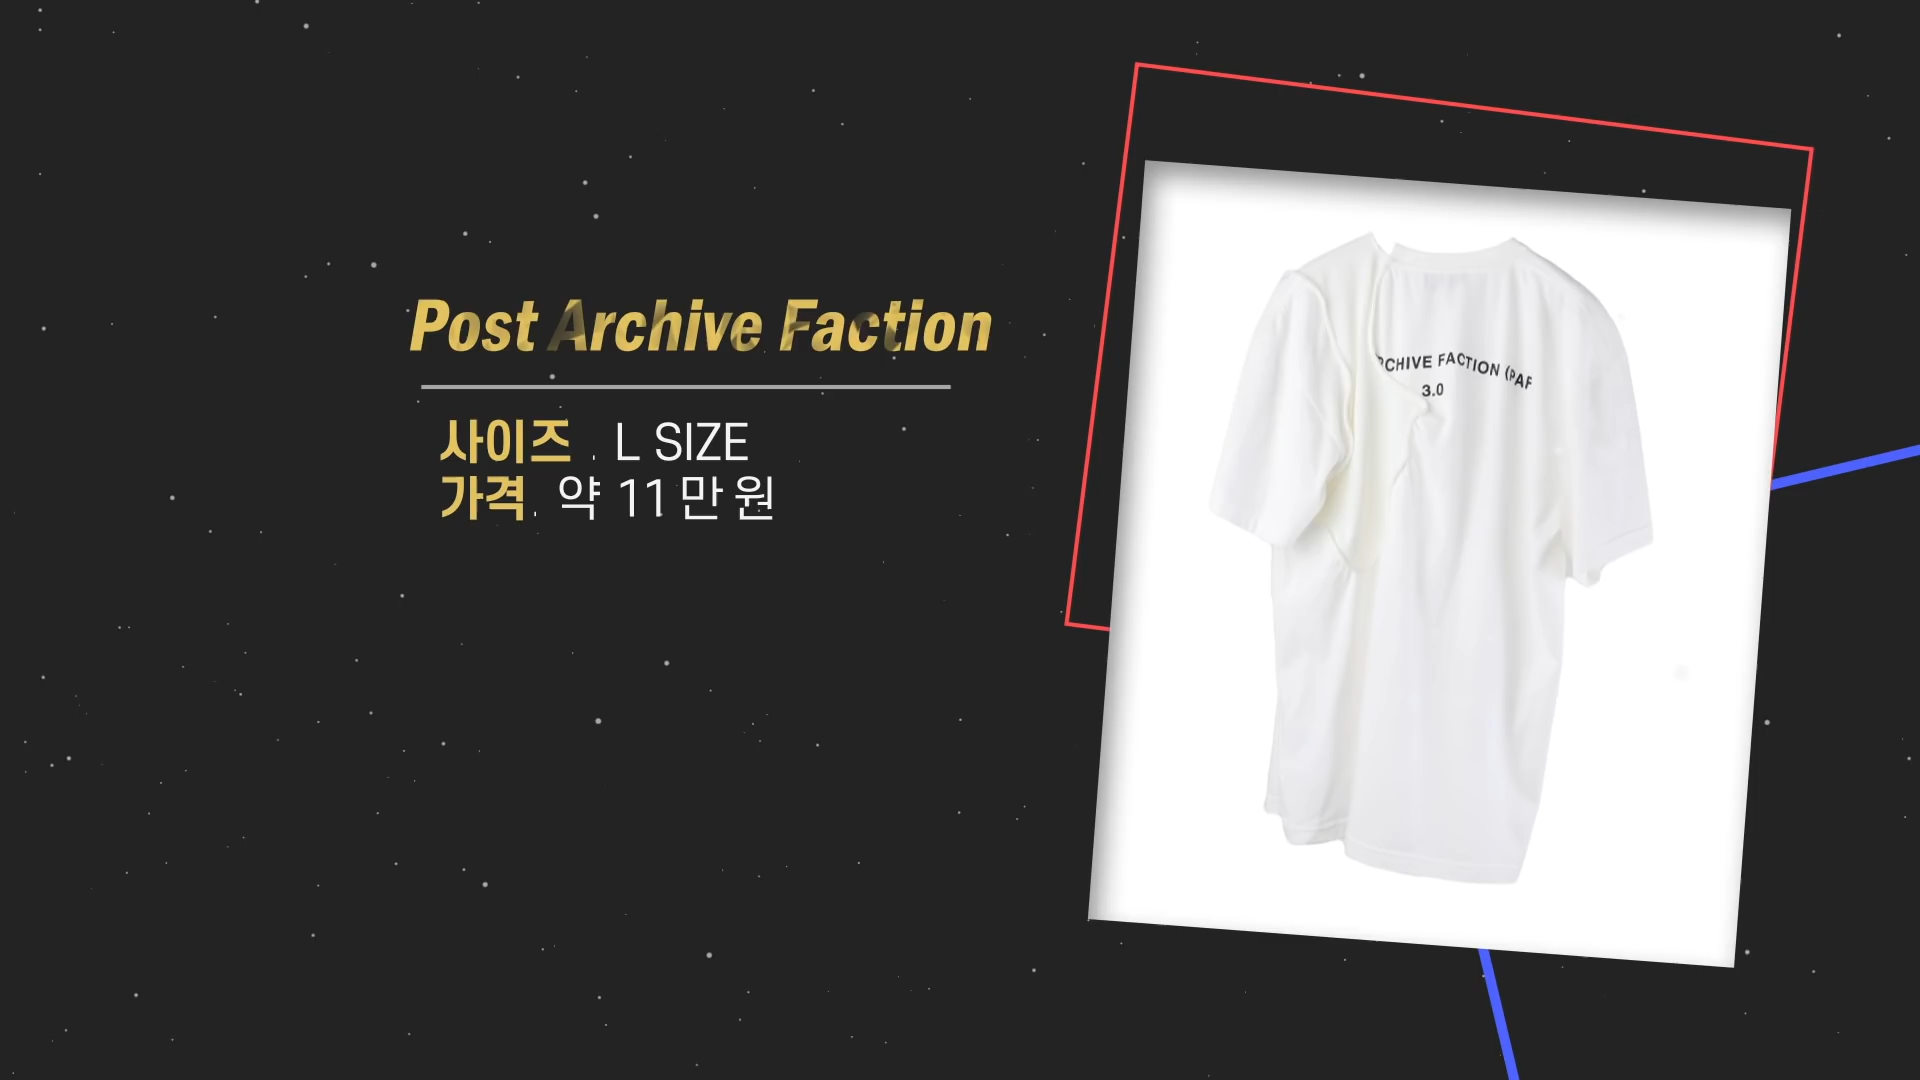 Post Archive Faction
사이즈 . L SIZE
가격. 약 11만원
RCHIVE FACTION (PAF
3.0